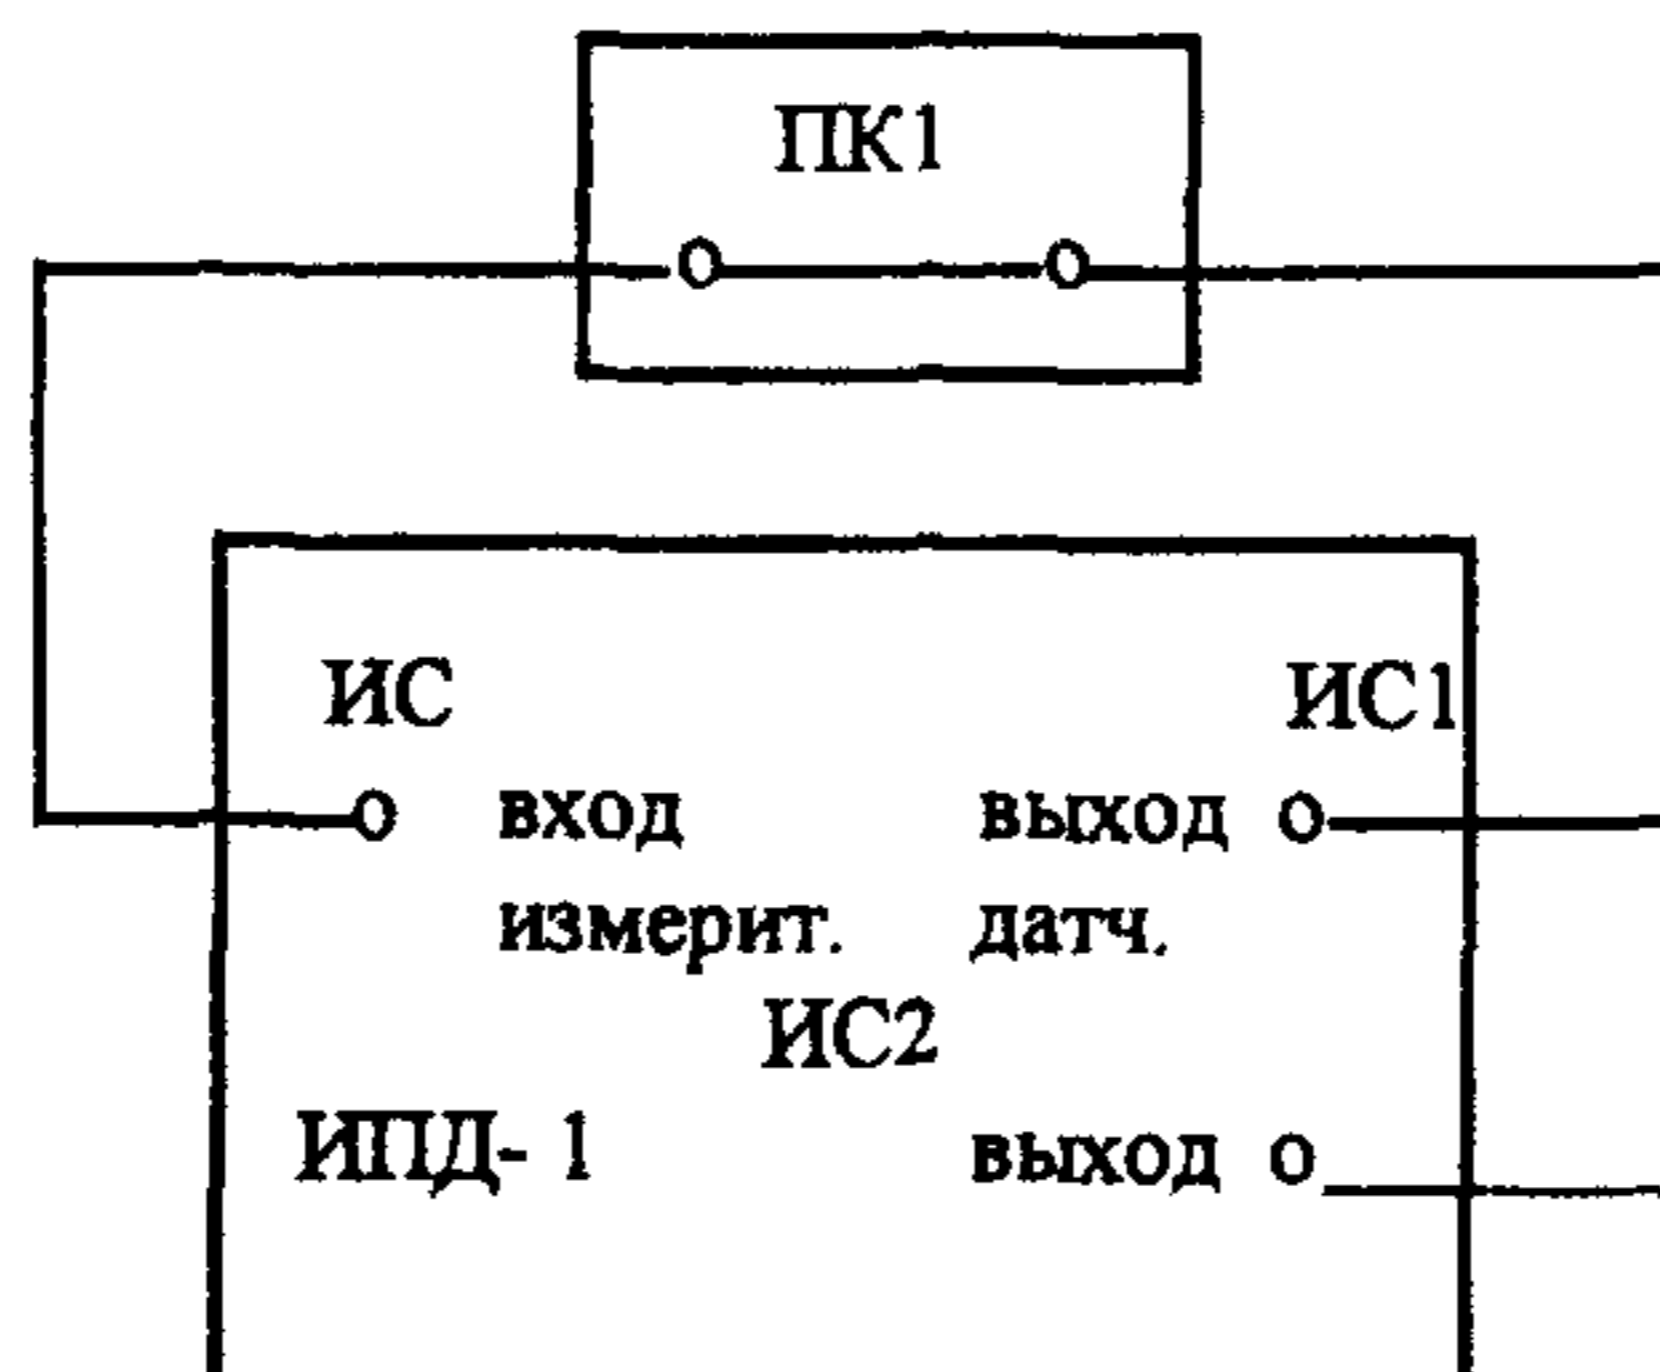 ПК1
ИС ИС1
вход выход
измерит. датч.
ИС2
ИПД- 1 выход